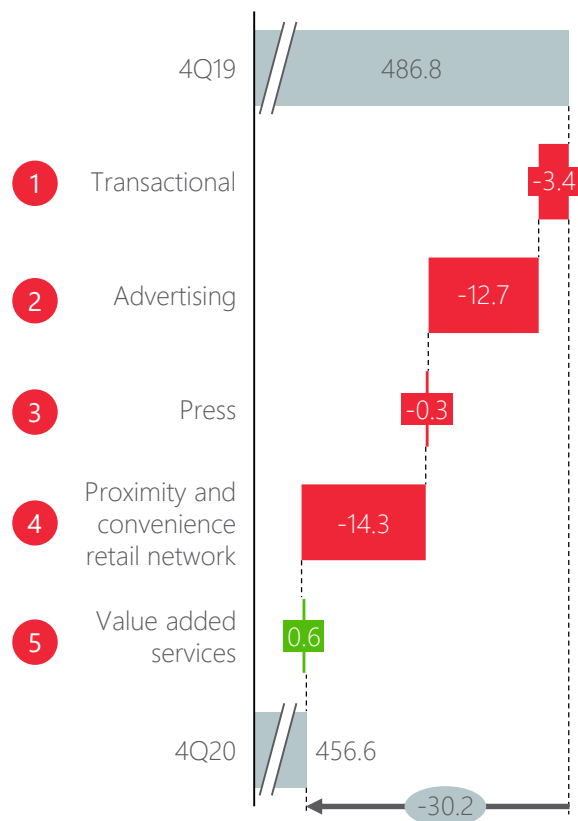 4Q19
486.8
1
Transactional
-3.4
2
Advertising
-12.7
3
Press
-0.3
4
Proximity and
convenience
retail network
-14.3
5
Value added
services
0.6
4Q20
456.6
-30.2